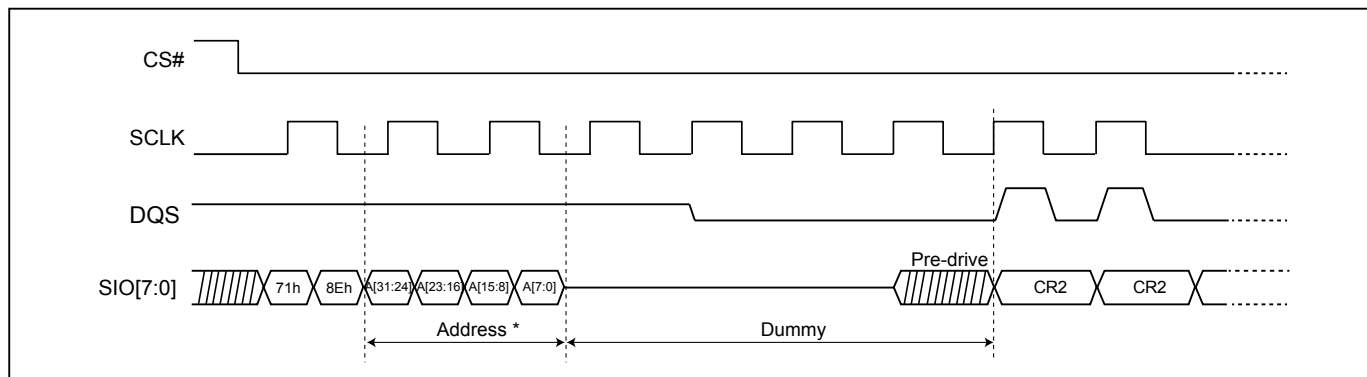 CS#
SCLK
DQS
Pre-drive
SIO[7:0] 71h 8Eh A[31:24] A[23:16] A[15:8] A[7:0] CR2 CR2
Address * Dummy